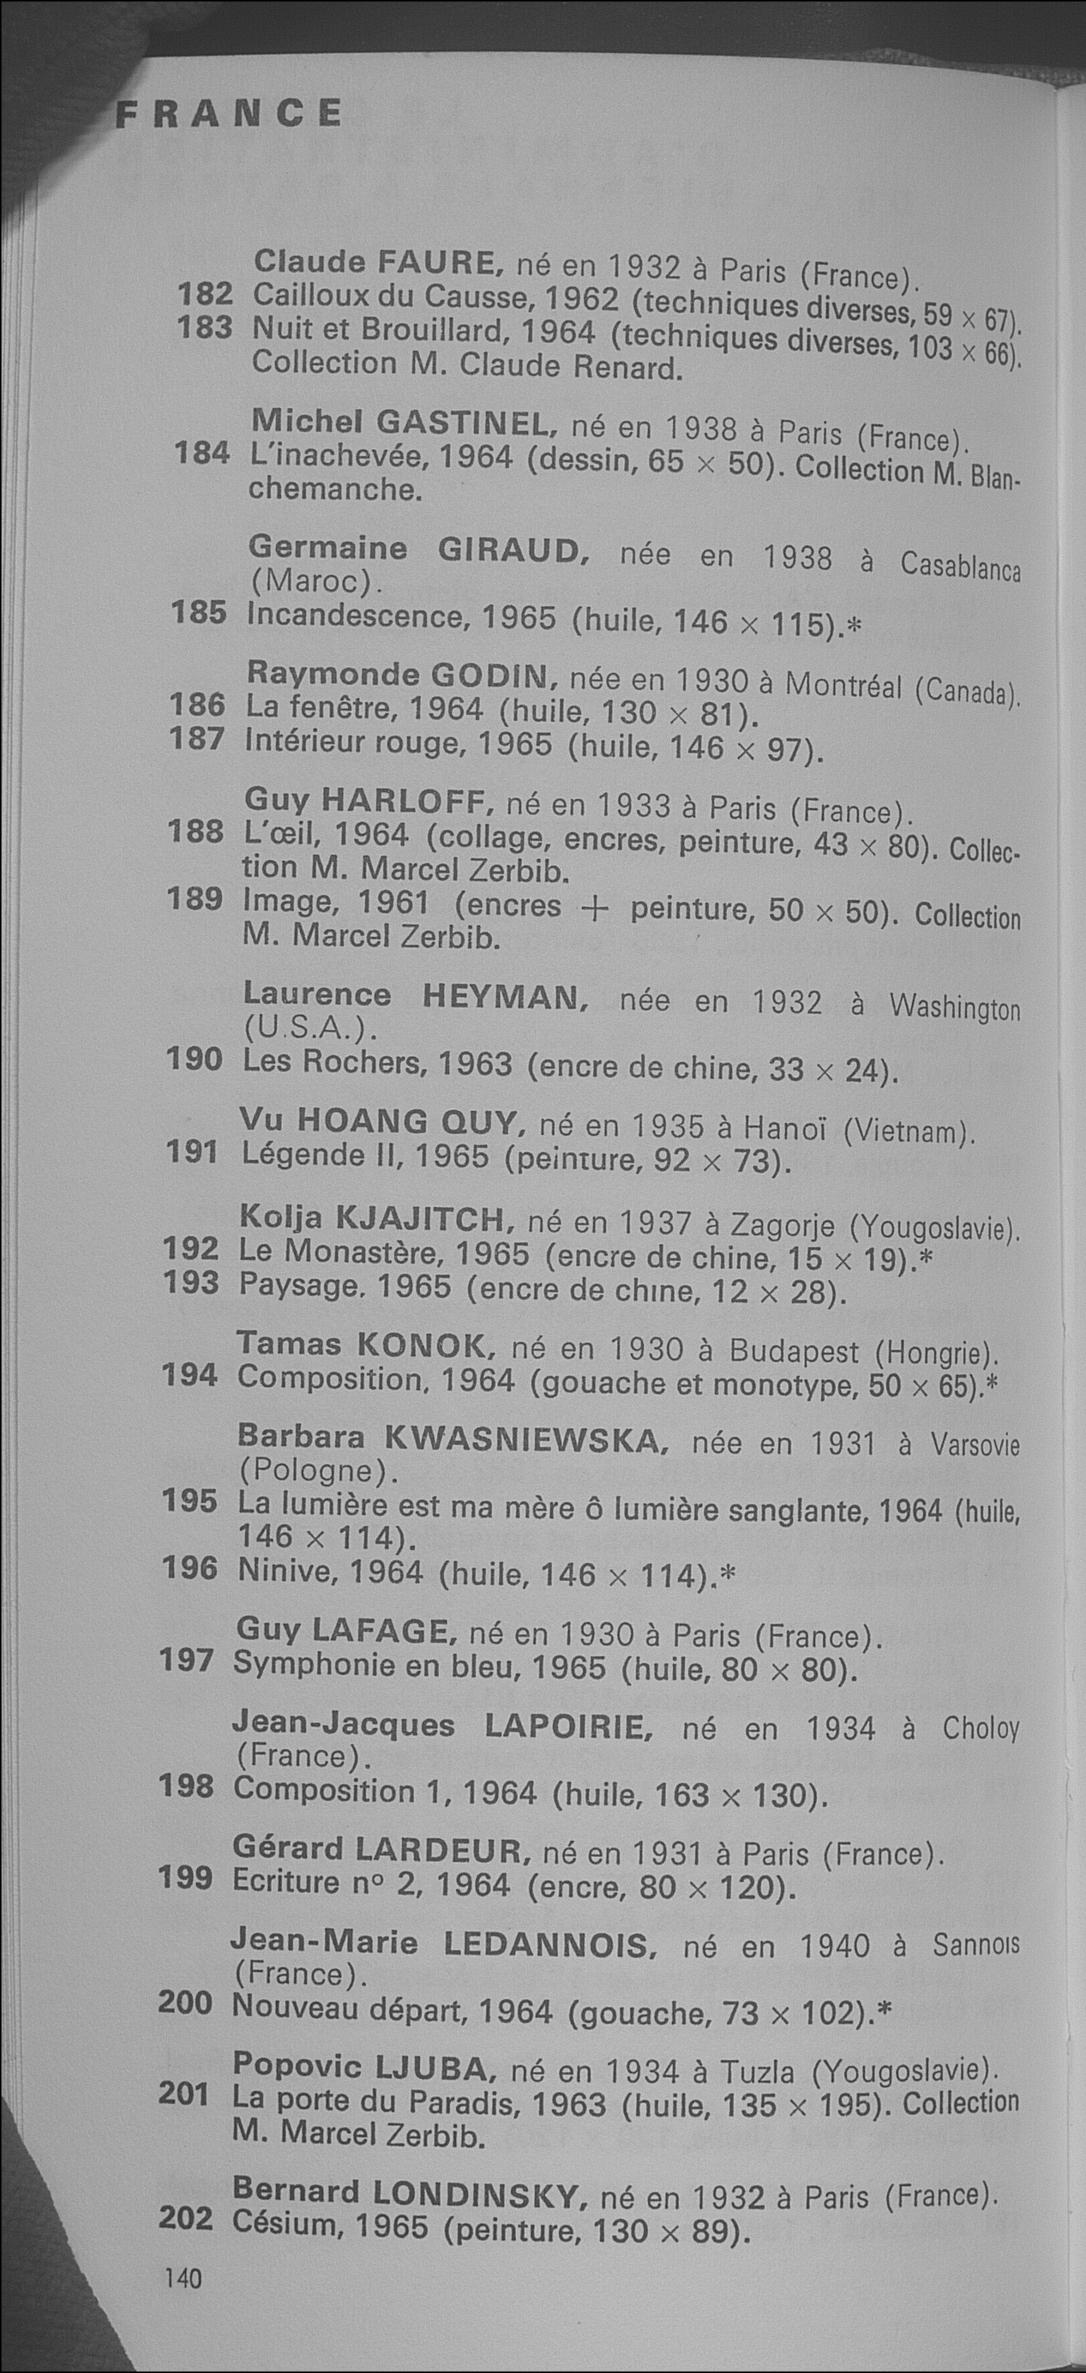 FRANCE
Claude FAURE, né en 1932 à Paris (France).
182 Cailloux du Causse, 1962 (techniques diverses, 59 × 67).
183 Nuit et Brouillard, 1964 (techniques diverses, 103 × 66).
Collection M. Claude Renard.
Michel GASTINEL, né en 1938 à Paris (France).
184 L'inachevée, 1964 (dessin, 65 × 50). Collection M. Blan-
chemanche.
Germaine GIRAUD, née en 1938 à Casablanca
(Maroc).
185 Incandescence, 1965 (huile, 146 × 115).*
Raymonde GODIN, née en 1930 à Montréal (Canada).
186 La fenêtre, 1964 (huile, 130 × 81).
187 Intérieur rouge, 1965 (huile, 146 × 97).
Guy HARLOFF, né en 1933 à Paris (France).
188 L'œil, 1964 (collage, encres, peinture, 43 × 80). Collec-
tion M. Marcel Zerbib.
189 Image, 1961 (encres + peinture, 50 × 50). Collection
M. Marcel Zerbib.
Laurence HEYMAN, née en 1932 à Washington
(U.S.A.).
190 Les Rochers, 1963 (encre de chine, 33 × 24).
Vu HOANG QUY, né en 1935 à Hanoï (Vietnam).
191 Légende II, 1965 (peinture, 92 × 73).
Kolja KJAJITCH, né en 1937 à Zagorje (Yougoslavie).
192 Le Monastère, 1965 (encre de chine, 15 × 19).*
193 Paysage. 1965 (encre de chine, 12 × 28).
Tamas KONOK, né en 1930 à Budapest (Hongrie).
194 Composition, 1964 (gouache et monotype, 50 × 65).*
Barbara KWASNIEWSKA, née en 1931 à Varsovie
(Pologne).
195 La lumière est ma mère ô lumière sanglante, 1964 (huile,
146 × 114).
196 Ninive, 1964 (huile, 146 × 114).*
Guy LAFAGE, né en 1930 à Paris (France).
197 Symphonie en bleu, 1965 (huile, 80 × 80).
Jean-Jacques LAPOIRIE, né en 1934 à Choloy
(France).
198 Composition 1, 1964 (huile, 163 × 130).
Gérard LARDEUR, né en 1931 à Paris (France).
199 Ecriture nº 2, 1964 (encre, 80 × 120).
Jean-Marie LEDANNOIS, né en 1940 à Sannois
(France).
200 Nouveau départ, 1964 (gouache, 73 × 102).*
Popovic LJUBA, né en 1934 à Tuzla (Yougoslavie).
201 La porte du Paradis, 1963 (huile, 135 × 195). Collection
M. Marcel Zerbib.
Bernard LONDINSKY, né en 1932 à Paris (France).
202 Césium, 1965 (peinture, 130 × 89).
140